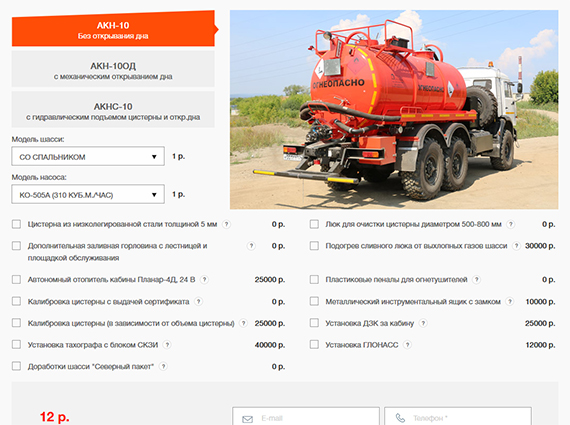 АКН-10
Без открывания дна
АКН-10ОД
с механическим открыванием дна
АКНС-10
с гидравлическим подъемом цистерны и откр.дна
ОГНЕОПАСНО
ОГНЕОПАСНО
Модель шасси:
СО СПАЛЬНИКОМ ▼ 1 р.
Модель насоса:
КО-505А (310 КУБ.М./ЧАС) ▼ 1 р.
Цистерна из низколегированной стали толщиной 5 мм ? 0 р.
Люк для очистки цистерны диаметром 500-800 мм ? 0 р.
Дополнительная заливная горловина с лестницей и
площадкой обслуживания ? 0 р.
Подогрев сливного люка от выхлопных газов шасси ? 30000 р.
Автономный отопитель кабины Планар-4Д, 24 В ? 25000 р.
Пластиковые пеналы для огнетушителей ? 0 р.
Калибровка цистерны с выдачей сертификата ? 0 р.
Металлический инструментальный ящик с замком ? 10000 р.
Калибровка цистерны (в зависимости от объема цистерны) ? 25000 р.
Установка ДЗК за кабину ? 25000 р.
Установка тахографа с блоком СКЗИ ? 40000 р.
Установка ГЛОНАСС ? 12000 р.
Доработки шасси "Северный пакет" ? 0 р.
12 р.
E-mail
Телефон *